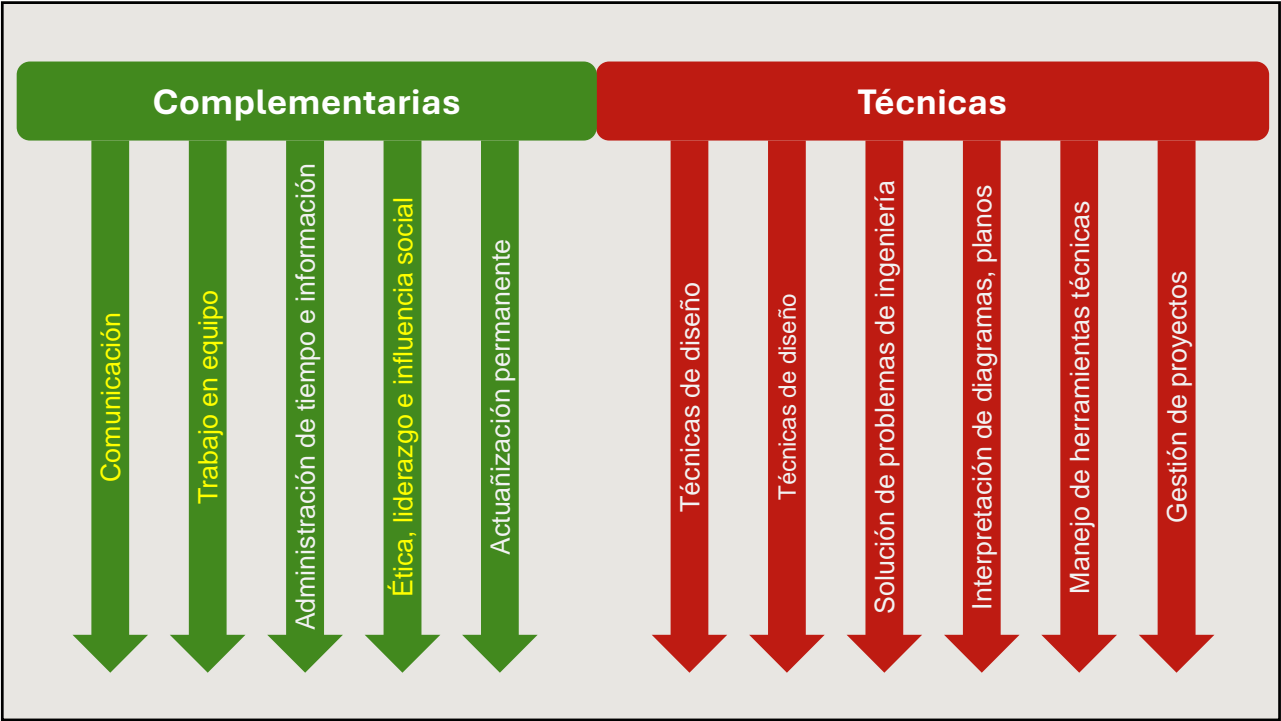 Complementarias
Técnicas
Comunicación
Trabajo en equipo
Administración de tiempo e información
Ética, liderazgo e influencia social
Actuañización permanente
Técnicas de diseño
Técnicas de diseño
Solución de problemas de ingeniería
Interpretación de diagramas, planos
Manejo de herramientas técnicas
Gestión de proyectos